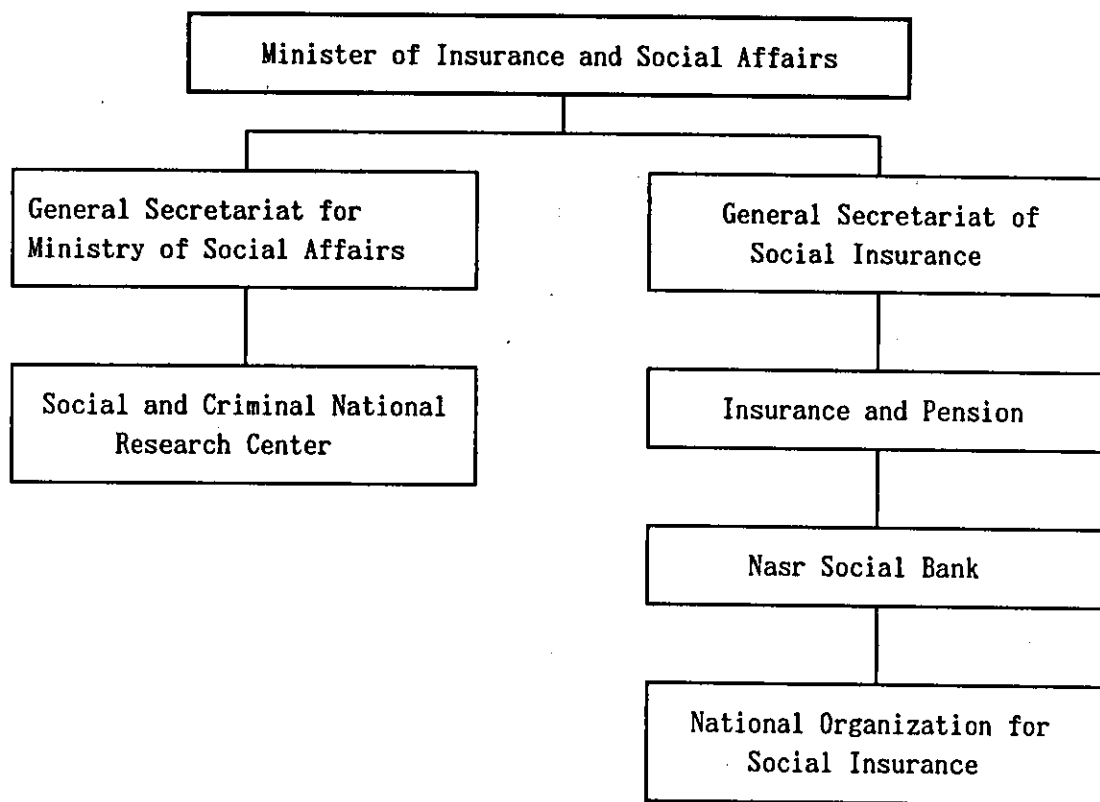 Minister of Insurance and Social Affairs
General Secretariat for
Ministry of Social Affairs
General Secretariat of
Social Insurance
Social and Criminal National
Research Center
Insurance and Pension
Nasr Social Bank
National Organization for
Social Insurance